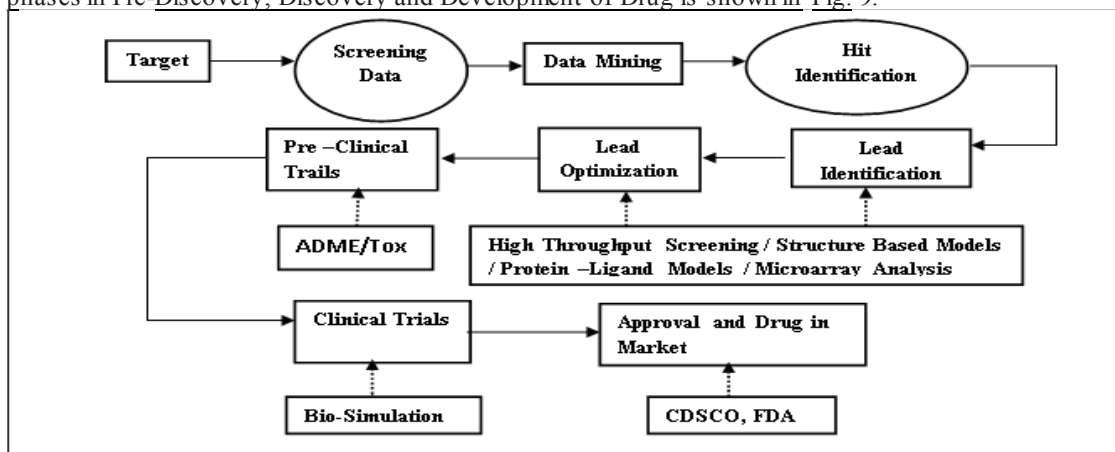 phases in Pre-Discovery, Discovery and Development of Drug is shown in Fig. 9.
Target
Screening
Data
Data Mining
Hit
Identification
Pre –Clinical
Trails
Lead
Optimization
Lead
Identification
ADME/Tox
High Throughput Screening / Structure Based Models
/ Protein –Ligand Models / Microarray Analysis
Clinical Trials
Approval and Drug in
Market
Bio-Simulation
CDSCO, FDA